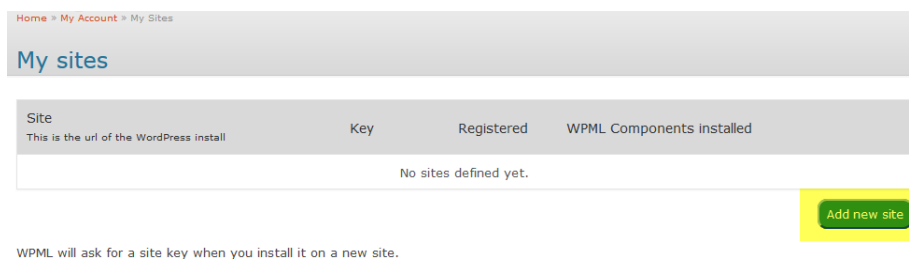 Home » My Account » My Sites
My sites
Site
This is the url of the WordPress install
Key Registered WPML Components installed
No sites defined yet.
Add new site
WPML will ask for a site key when you install it on a new site.